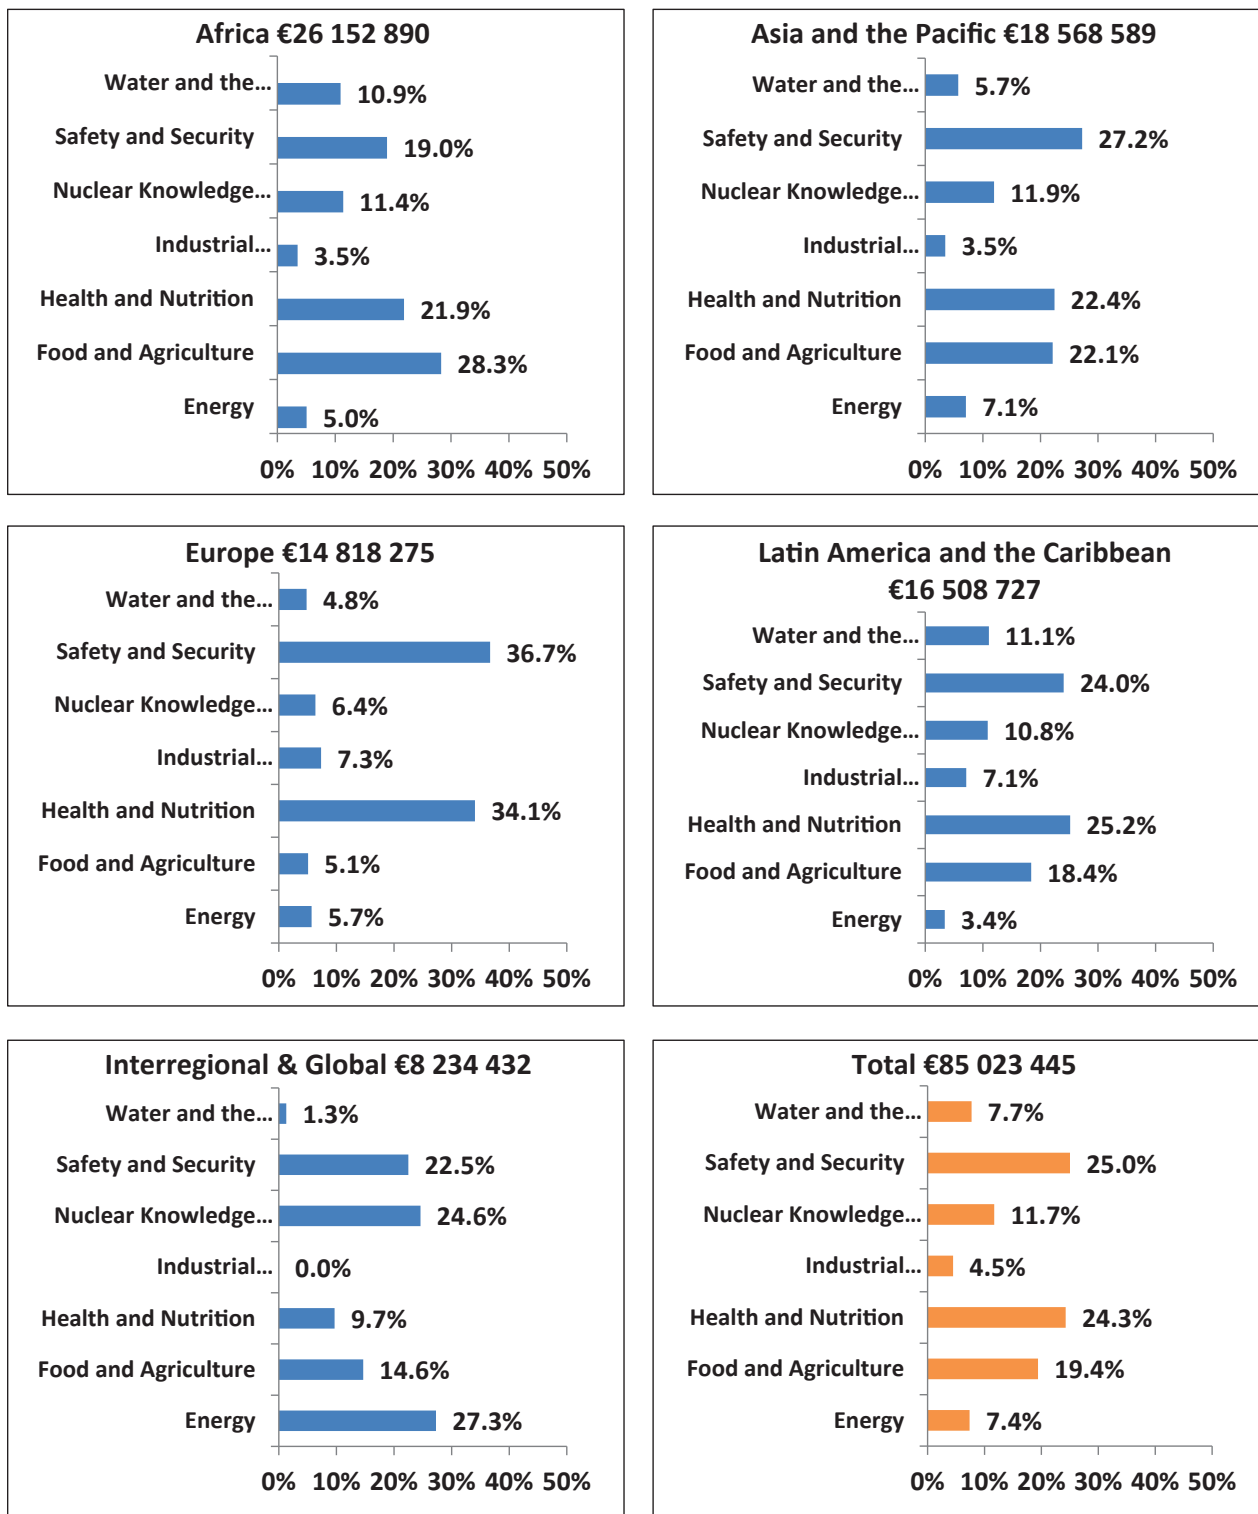 Africa €26 152 890
Water and the... 10.9%
Safety and Security 19.0%
Nuclear Knowledge... 11.4%
Industrial... 3.5%
Health and Nutrition 21.9%
Food and Agriculture 28.3%
Energy 5.0%
0% 10% 20% 30% 40% 50%
Asia and the Pacific €18 568 589
Water and the... 5.7%
Safety and Security 27.2%
Nuclear Knowledge... 11.9%
Industrial... 3.5%
Health and Nutrition 22.4%
Food and Agriculture 22.1%
Energy 7.1%
0% 10% 20% 30% 40% 50%
Europe €14 818 275
Water and the... 4.8%
Safety and Security 36.7%
Nuclear Knowledge... 6.4%
Industrial... 7.3%
Health and Nutrition 34.1%
Food and Agriculture 5.1%
Energy 5.7%
0% 10% 20% 30% 40% 50%
Latin America and the Caribbean
€16 508 727
Water and the... 11.1%
Safety and Security 24.0%
Nuclear Knowledge... 10.8%
Industrial... 7.1%
Health and Nutrition 25.2%
Food and Agriculture 18.4%
Energy 3.4%
0% 10% 20% 30% 40% 50%
Interregional & Global €8 234 432
Water and the... 1.3%
Safety and Security 22.5%
Nuclear Knowledge... 24.6%
Industrial... 0.0%
Health and Nutrition 9.7%
Food and Agriculture 14.6%
Energy 27.3%
0% 10% 20% 30% 40% 50%
Total €85 023 445
Water and the... 7.7%
Safety and Security 25.0%
Nuclear Knowledge... 11.7%
Industrial... 4.5%
Health and Nutrition 24.3%
Food and Agriculture 19.4%
Energy 7.4%
0% 10% 20% 30% 40% 50%